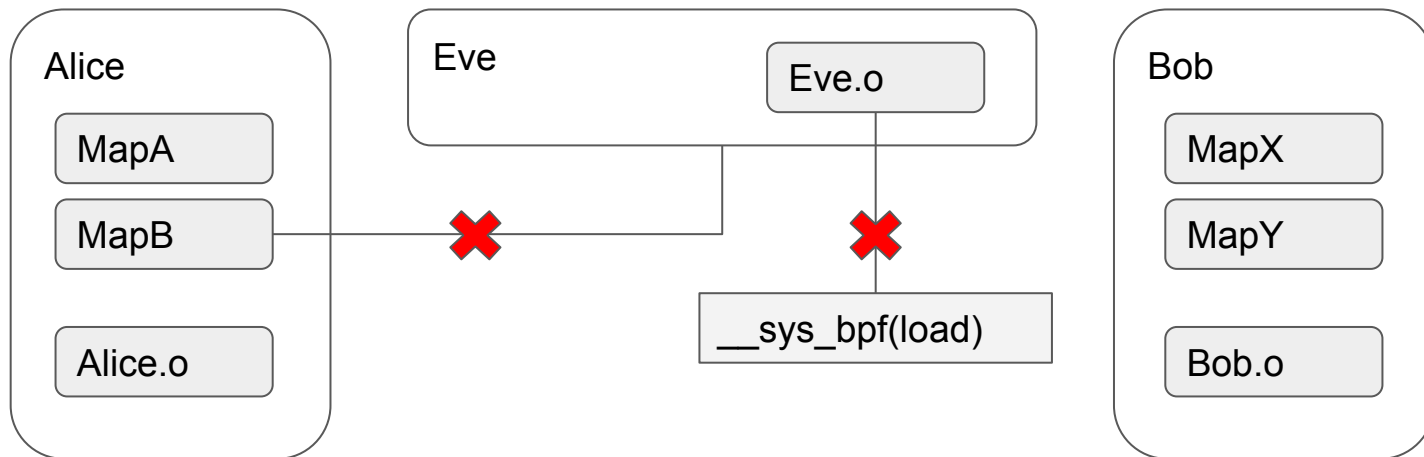 Alice
MapA
MapB
Alice.o
Eve
Eve.o
__sys_bpf(load)
Bob
MapX
MapY
Bob.o